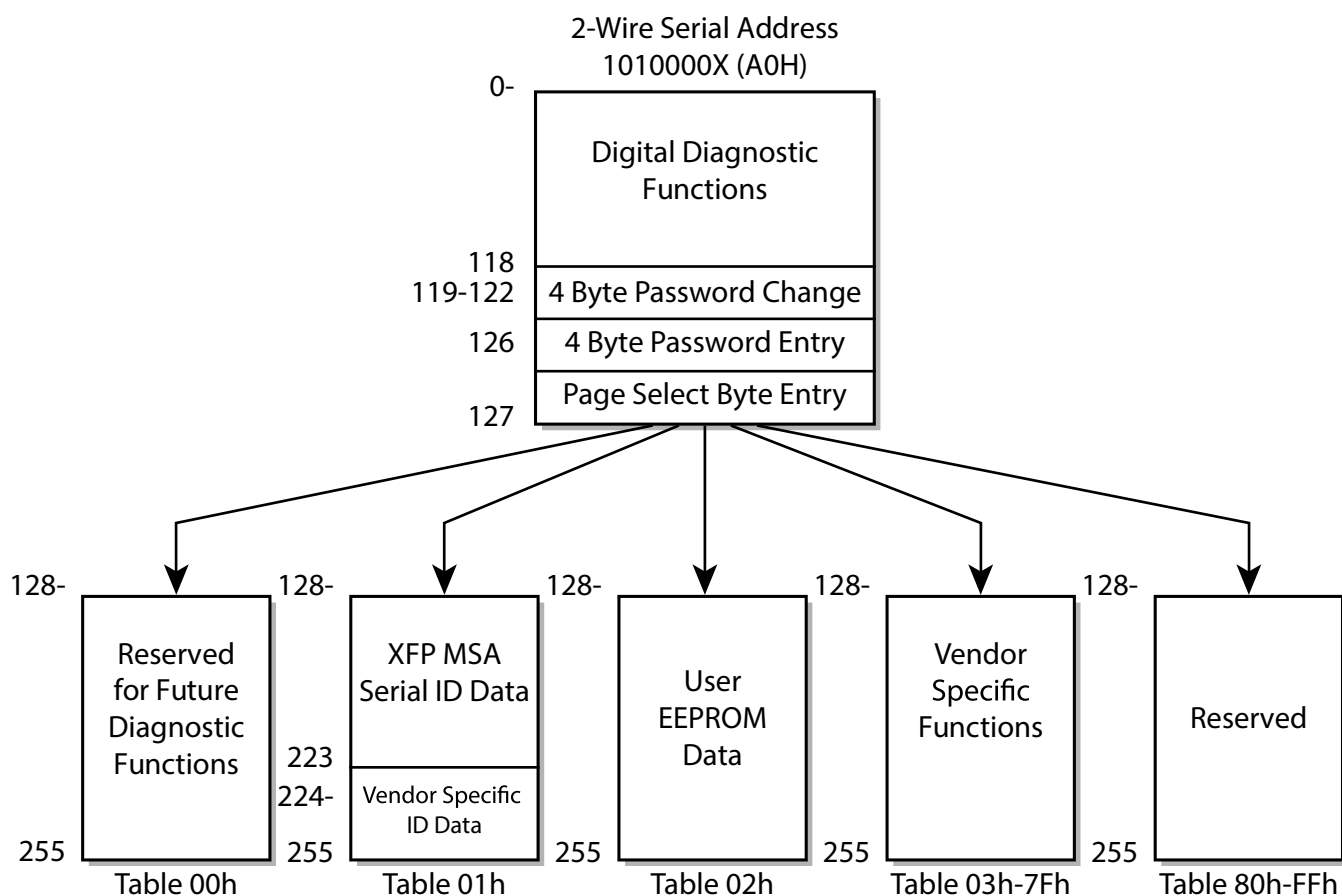 2-Wire Serial Address
1010000X (A0H)
0-
Digital Diagnostic
Functions
118
119-122
4 Byte Password Change
126
4 Byte Password Entry
Page Select Byte Entry
127
128-
Reserved
for Future
Diagnostic
Functions
255
Table 00h
128-
XFP MSA
Serial ID Data
223
224-
Vendor Specific
ID Data
255
Table 01h
128-
User
EEPROM
Data
255
Table 02h
128-
Vendor
Specific
Functions
255
Table 03h-7Fh
128-
Reserved
255
Table 80h-FFh